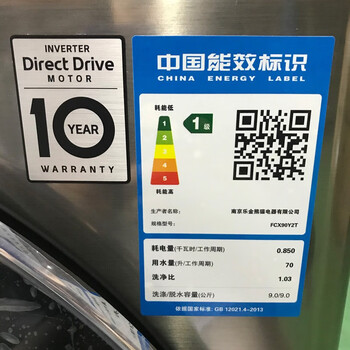 INVERTER
Direct Drive
MOTOR
10 YEAR
WARRANTY
中国能效标识
CHINA ENERGY LABEL
耗能低
1
2
3
4
5
1级
耗能高
生产者名称: 南京乐金熊猫电器有限公司
规格型号: FCX90Y2T
耗电量(千瓦时/工作周期) 0.850
用水量(升/工作周期) 70
洗净比 1.03
洗涤/脱水容量(公斤) 9.0/9.0
依据国家标准: GB 12021.4-2013